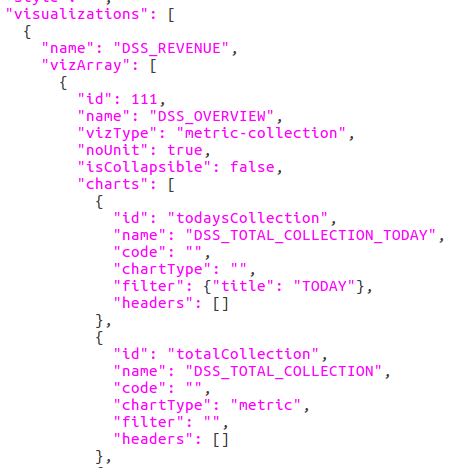 "visualizations": [
{
"name": "DSS_REVENUE",
"vizArray": [
{
"id": 111,
"name": "DSS_OVERVIEW",
"vizType": "metric-collection",
"noUnit": true,
"isCollapsible": false,
"charts": [
{
"id": "todaysCollection",
"name": "DSS_TOTAL_COLLECTION_TODAY",
"code": "",
"chartType": "",
"filter": {"title": "TODAY"},
"headers": []
},
{
"id": "totalCollection",
"name": "DSS_TOTAL_COLLECTION",
"code": "",
"chartType": "metric",
"filter": "",
"headers": []
},